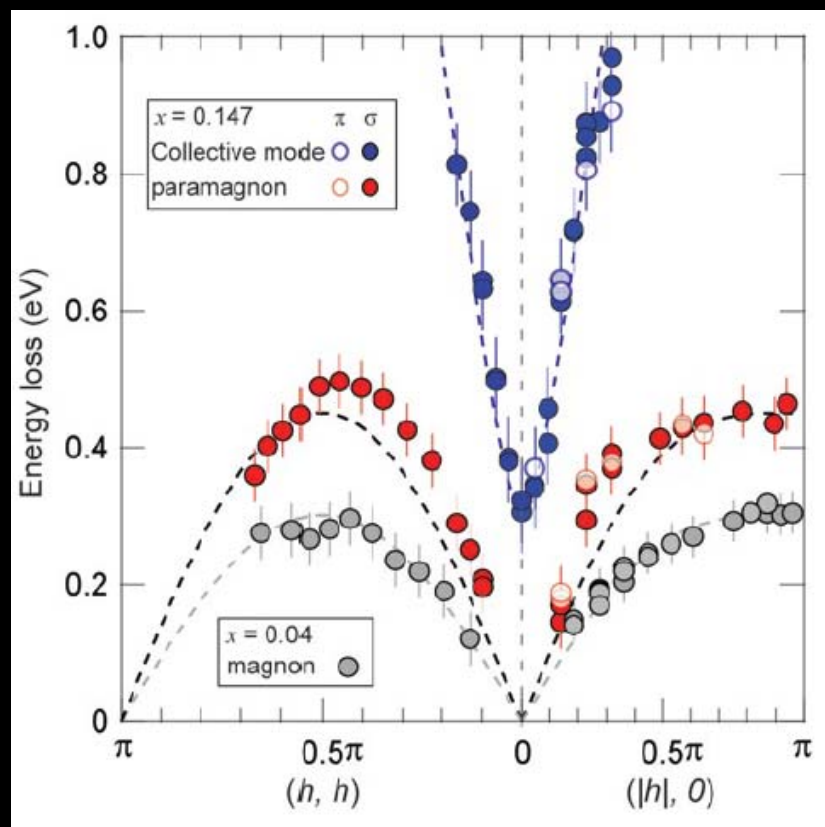 1.0
0.8
0.6
0.4
0.2
0
Energy loss (eV)
x = 0.147 π σ
Collective mode
paramagnon
x = 0.04
magnon
π 0.5π 0 0.5π π
(h, h) (|h|, 0)